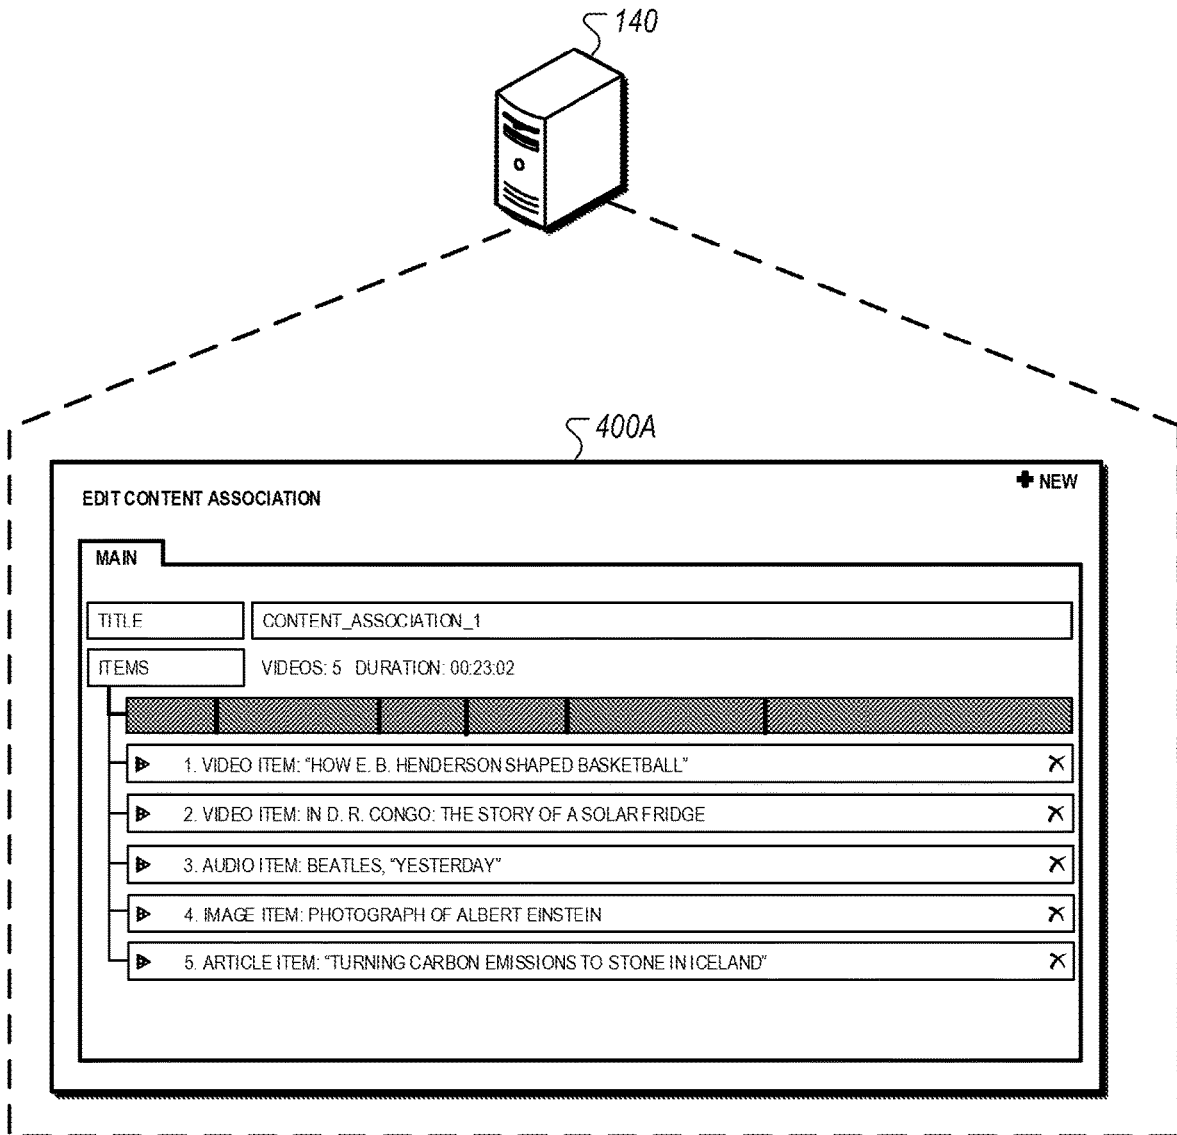 140
400A
EDIT CONTENT ASSOCIATION
NEW
MAIN
TITLE
CONTENT_ASSOCIATION_1
ITEMS
VIDEOS: 5 DURATION: 00:23:02
1. VIDEO ITEM: "HOW E. B. HENDERSON SHAPED BASKETBALL"
2. VIDEO ITEM: IN D. R. CONGO: THE STORY OF A SOLAR FRIDGE
3. AUDIO ITEM: BEATLES, "YESTERDAY"
4. IMAGE ITEM: PHOTOGRAPH OF ALBERT EINSTEIN
5. ARTICLE ITEM: "TURNING CARBON EMISSIONS TO STONE IN ICELAND"